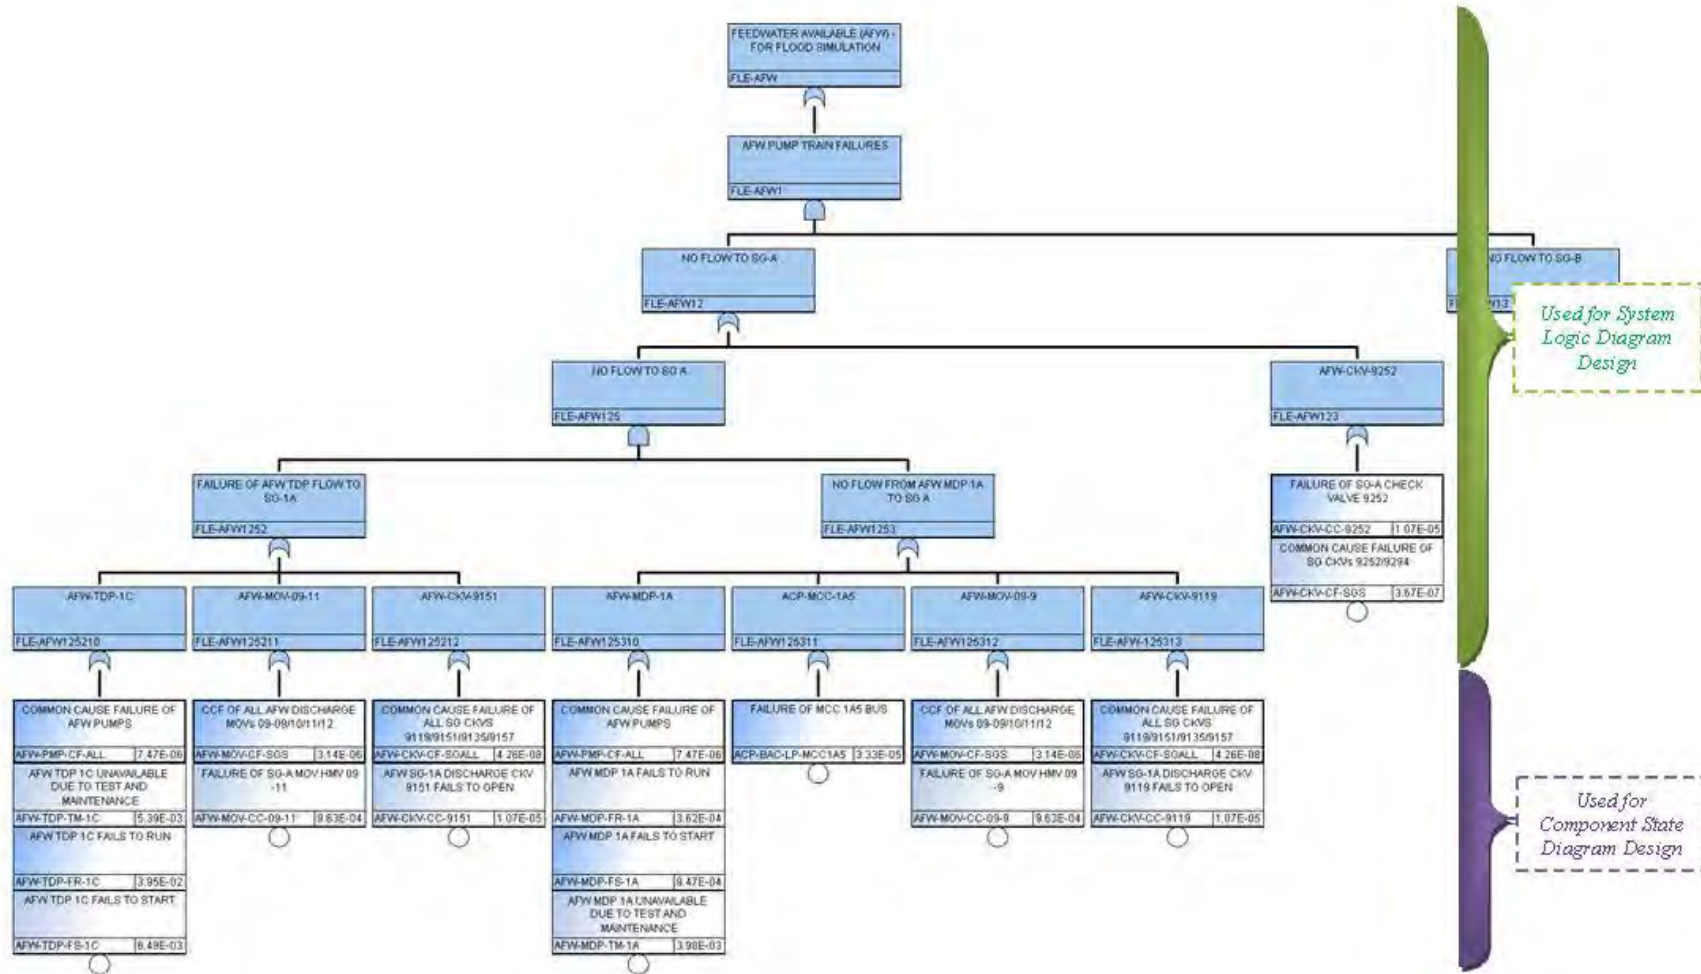 FEEDWATER AVAILABLE (AFW) -
FOR FLOOD SIMULATION
FLE-AFW
AFW PUMP TRAIN FAILURES
FLE-AFW1
NO FLOW TO SG-A
FLE-AFW12
NO FLOW TO SG-B
Used for System
Logic Diagram
Design
NO FLOW TO SG A
FLE-AFW125
AFW-CKV-9252
FLE-AFW123
FAILURE OF AFW TDP FLOW TO
SG-1A
FLE-AFW1252
NO FLOW FROM AFW MDP 1A
TO SG A
FLE-AFW1253
FAILURE OF SG-A CHECK
VALVE 9252
AFW-CKV-CC-9252 1.07E-05
COMMON CAUSE FAILURE OF
SG CKVs 9252/9294
AFW-CKV-CF-SGS 3.67E-07
AFW-TDP-1C
FLE-AFW125210
AFW-MOV-09-11
FLE-AFW125211
AFW-CKV-9151
FLE-AFW125212
AFW-MDP-1A
FLE-AFW125310
ACP-MCC-1A5
FLE-AFW125311
AFW-MOV-09-9
FLE-AFW125312
AFW-CKV-9119
FLE-AFW-125313
COMMON CAUSE FAILURE OF
AFW PUMPS
AFW-PMP-CF-ALL 7.47E-06
AFW TDP 1C UNAVAILABLE
DUE TO TEST AND
MAINTENANCE
AFW-TDP-TM-1C 5.39E-03
AFW TDP 1C FAILS TO RUN
AFW-TDP-FR-1C 3.95E-02
AFW TDP 1C FAILS TO START
AFW-TDP-FS-1C 6.49E-03
CCF OF ALL AFW DISCHARGE
MOVs 09-09/10/11/12
AFW-MOV-CF-SGS 3.14E-06
FAILURE OF SG-A MOV HMV 09
-11
AFW-MOV-CC-09-11 9.63E-04
COMMON CAUSE FAILURE OF
ALL SG CKVS
9119/9151/9135/9157
AFW-CKV-CF-SGALL 4.26E-08
AFW SG-1A DISCHARGE CKV
9151 FAILS TO OPEN
AFW-CKV-CC-9151 1.07E-05
COMMON CAUSE FAILURE OF
AFW PUMPS
AFW-PMP-CF-ALL 7.47E-06
AFW MDP 1A FAILS TO RUN
AFW-MDP-FR-1A 3.62E-04
AFW MDP 1A FAILS TO START
AFW-MDP-FS-1A 9.47E-04
AFW MDP 1A UNAVAILABLE
DUE TO TEST AND
MAINTENANCE
AFW-MDP-TM-1A 3.98E-03
FAILURE OF MCC 1A5 BUS
ACP-BAC-LP-MCC1A5 3.33E-05
CCF OF ALL AFW DISCHARGE
MOVs 09-09/10/11/12
AFW-MOV-CF-SGS 3.14E-06
FAILURE OF SG-A MOV HMV 09
-9
AFW-MOV-CC-09-9 9.63E-04
COMMON CAUSE FAILURE OF
ALL SG CKVS
9119/9151/9135/9157
AFW-CKV-CF-SGALL 4.26E-08
AFW SG-1A DISCHARGE CKV
9119 FAILS TO OPEN
AFW-CKV-CC-9119 1.07E-05
Used for
Component State
Diagram Design